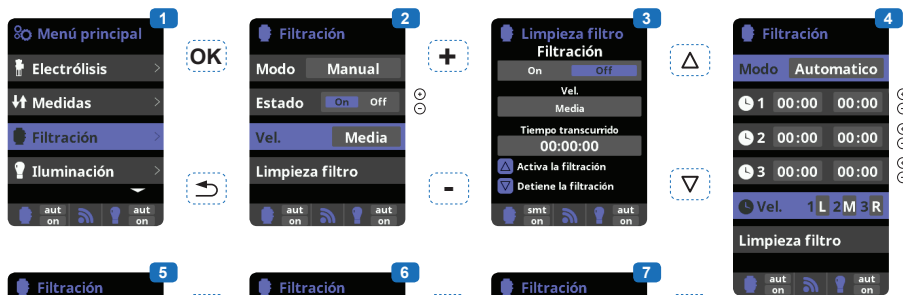 1
Menú principal
Electrólisis
Medidas
Filtración
Iluminación
aut
on
aut
on
OK
2
Filtración
Modo Manual
Estado On Off
Vel. Media
Limpieza filtro
aut
on
aut
on
+
-
3
Limpieza filtro
Filtración
On Off
Vel.
Media
Tiempo transcurrido
00:00:00
Activa la filtración
Detiene la filtración
smt
on
aut
on
4
Filtración
Modo Automatico
1 00:00 00:00
2 00:00 00:00
3 00:00 00:00
Vel. 1 L 2 M 3 R
Limpieza filtro
aut
on
aut
on
5
Filtración
6
Filtración
7
Filtración